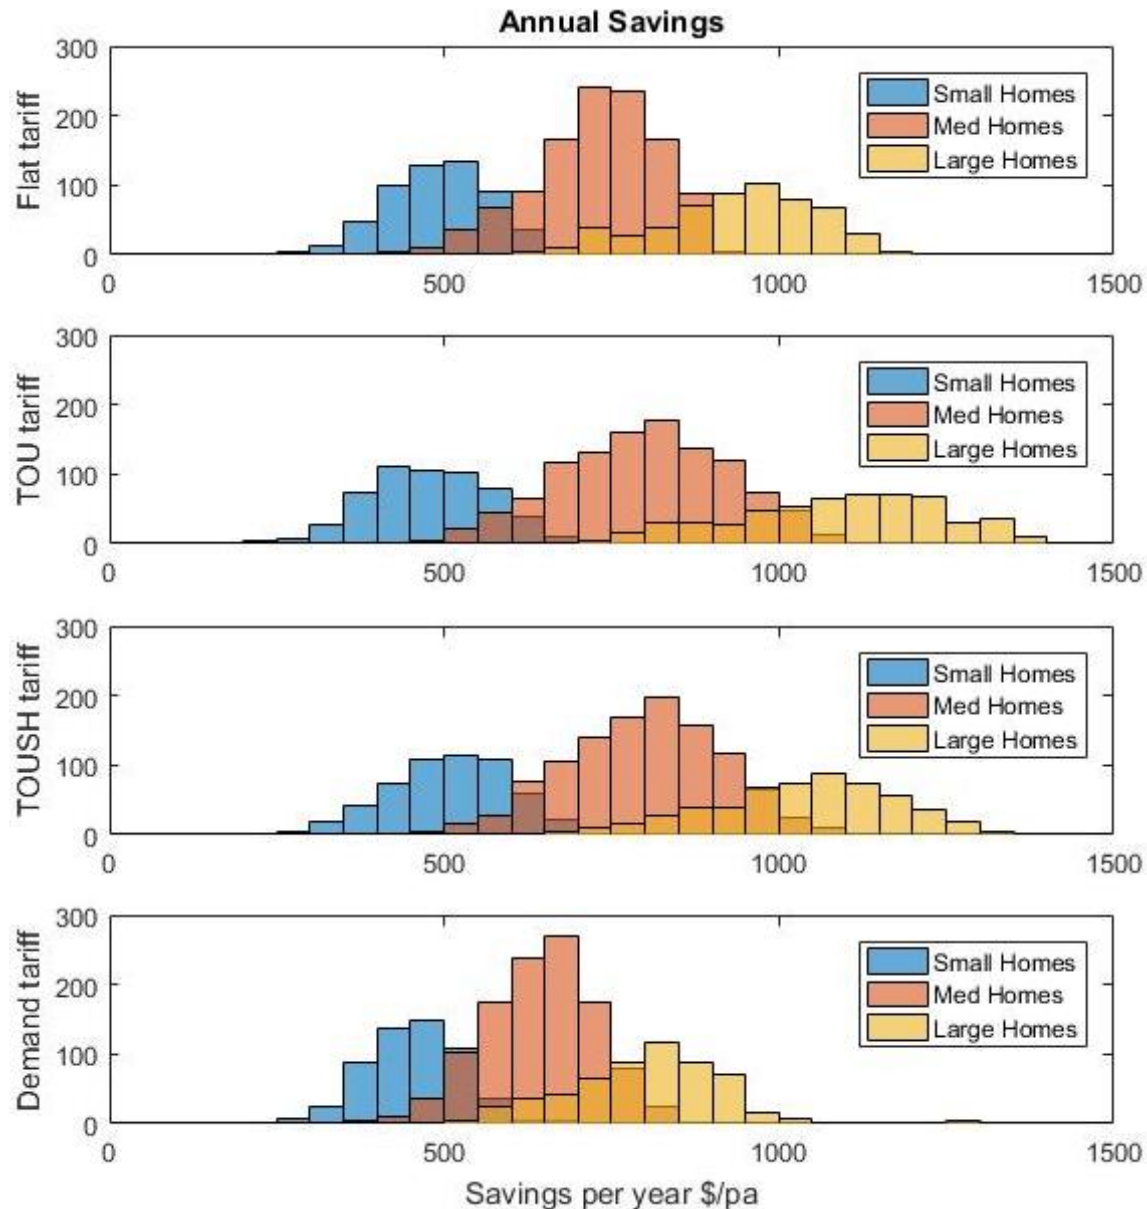 Annual Savings
Flat tariff
300
200
100
0
0 500 1000 1500
Small Homes
Med Homes
Large Homes
TOU tariff
300
200
100
0
0 500 1000 1500
Small Homes
Med Homes
Large Homes
TOUSH tariff
300
200
100
0
0 500 1000 1500
Small Homes
Med Homes
Large Homes
Demand tariff
300
200
100
0
0 500 1000 1500
Small Homes
Med Homes
Large Homes
Savings per year $/pa